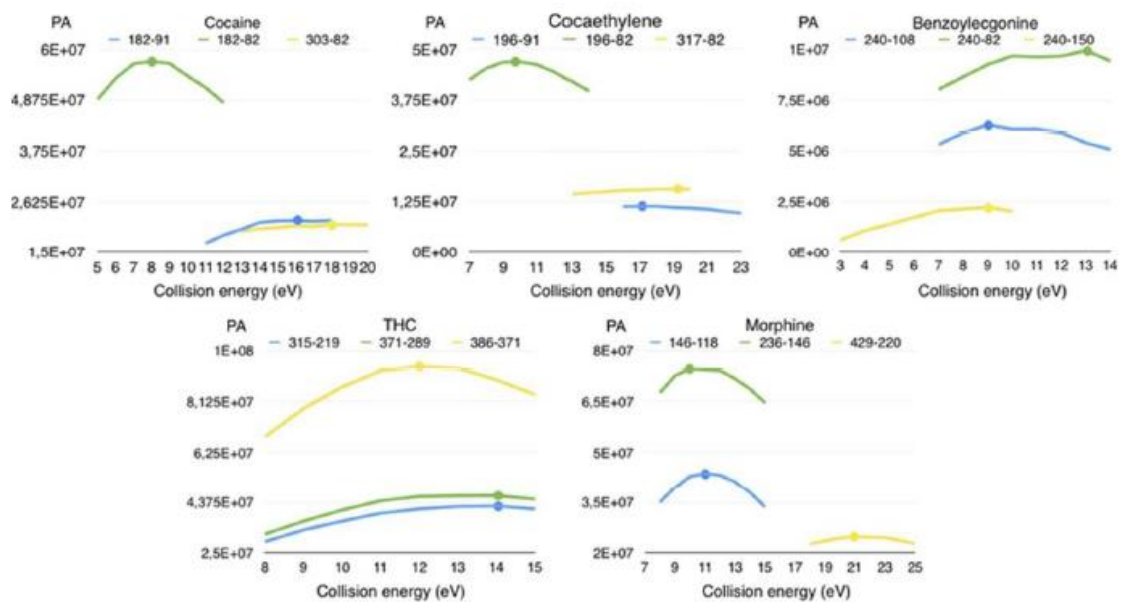 PA Cocaine
182-91 182-82 303-82
6E+07
4,875E+07
3,75E+07
2,625E+07
1,5E+07
5 6 7 8 9 10 11 12 13 14 16 17 18 19 20
Collision energy (eV)
PA Cocaethylene
196-91 196-82 317-82
5E+07
3,75E+07
2,5E+07
1,25E+07
0E+00
7 9 11 13 15 17 19 21 23
Collision energy (eV)
PA Benzoylecgonine
240-108 240-82 240-150
1E+07
7,5E+06
5E+06
2,5E+06
0E+00
3 4 5 6 7 9 10 11 12 13 14
Collision energy (eV)
PA THC
315-219 371-289 386-371
1E+08
8,125E+07
6,25E+07
4,375E+07
2,5E+07
8 9 10 11 12 13 14 15
Collision energy (eV)
PA Morphine
146-118 236-146 429-220
8E+07
6,5E+07
5E+07
3,5E+07
2E+07
7 9 10 11 13 15 17 19 21 23 25
Collision energy (eV)